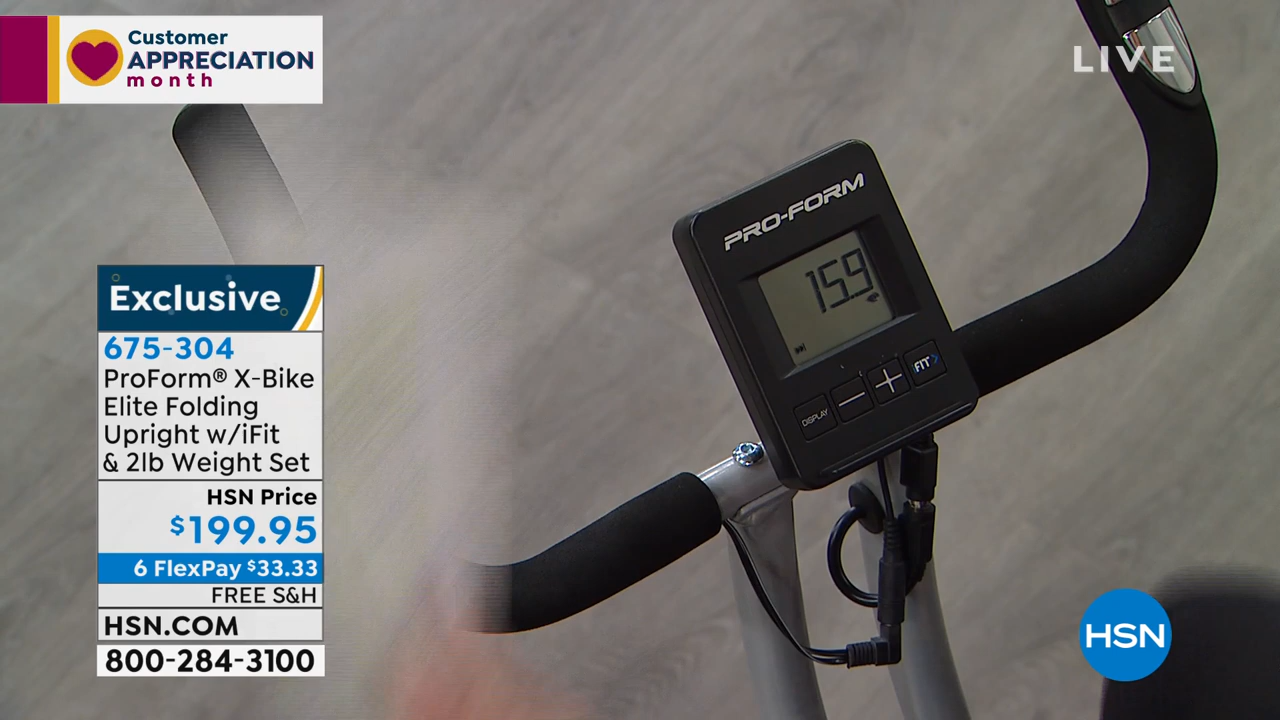 Customer
APPRECIATION
month
LIVE
PRO-FORM
15.9
DISPLAY
FIT
Exclusive
675-304
ProForm® X-Bike
Elite Folding
Upright w/iFit
& 2lb Weight Set
HSN Price
$199.95
6 FlexPay $33.33
FREE S&H
HSN.COM
800-284-3100
HSN